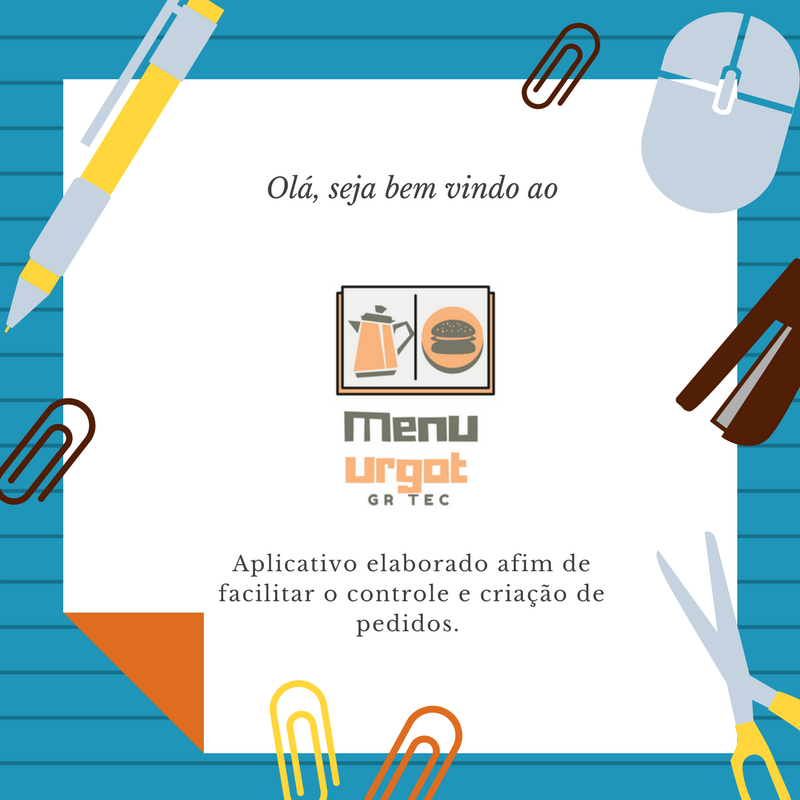 Olá, seja bem vindo ao
Menu
urgot
GR TEC
Aplicativo elaborado afim de
facilitar o controle e criação de
pedidos.